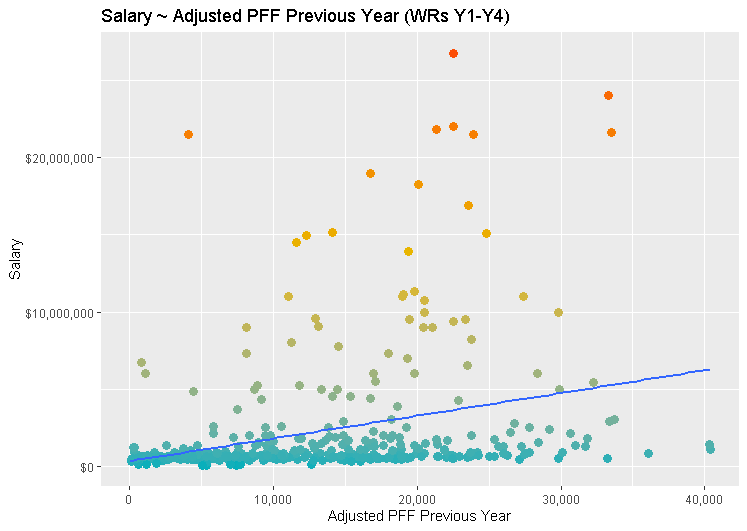 Salary ~ Adjusted PFF Previous Year (WRs Y1-Y4)
$20,000,000
$10,000,000
$0
Salary
0
10,000
20,000
30,000
40,000
Adjusted PFF Previous Year